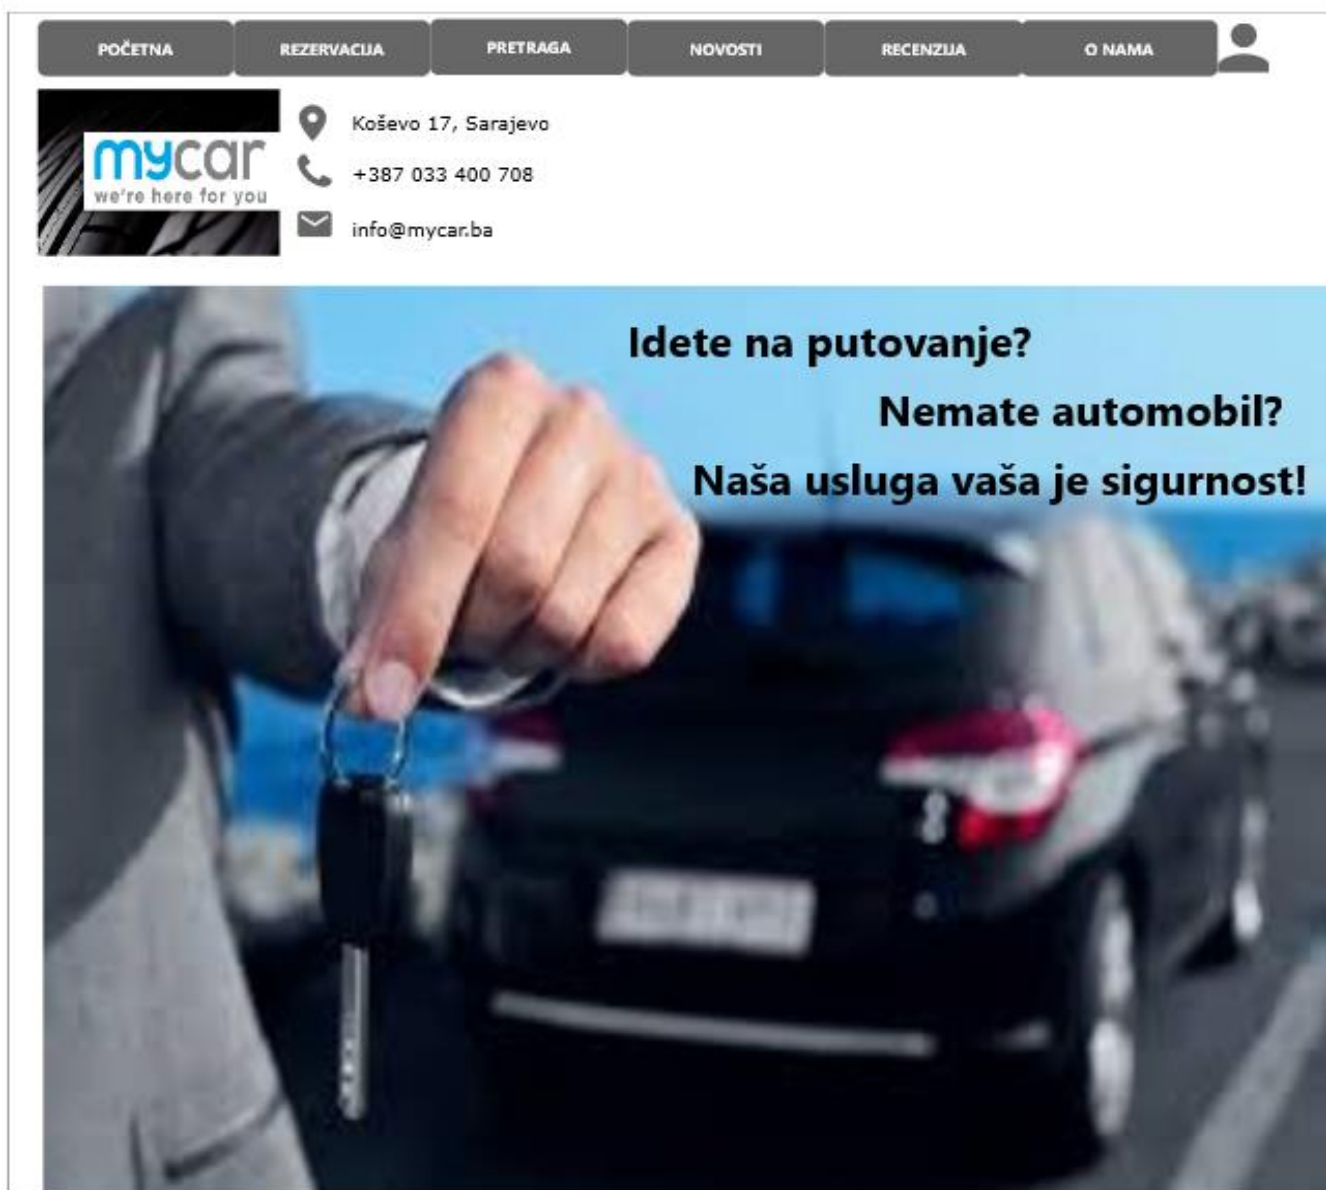 POČETNA
REZERVACIJA
PRETRAGA
NOVOSTI
RECENZIJA
O NAMA
mycar
we're here for you
Koševo 17, Sarajevo
+387 033 400 708
info@mycar.ba
Idete na putovanje?
Nemate automobil?
Naša usluga vaša je sigurnost!